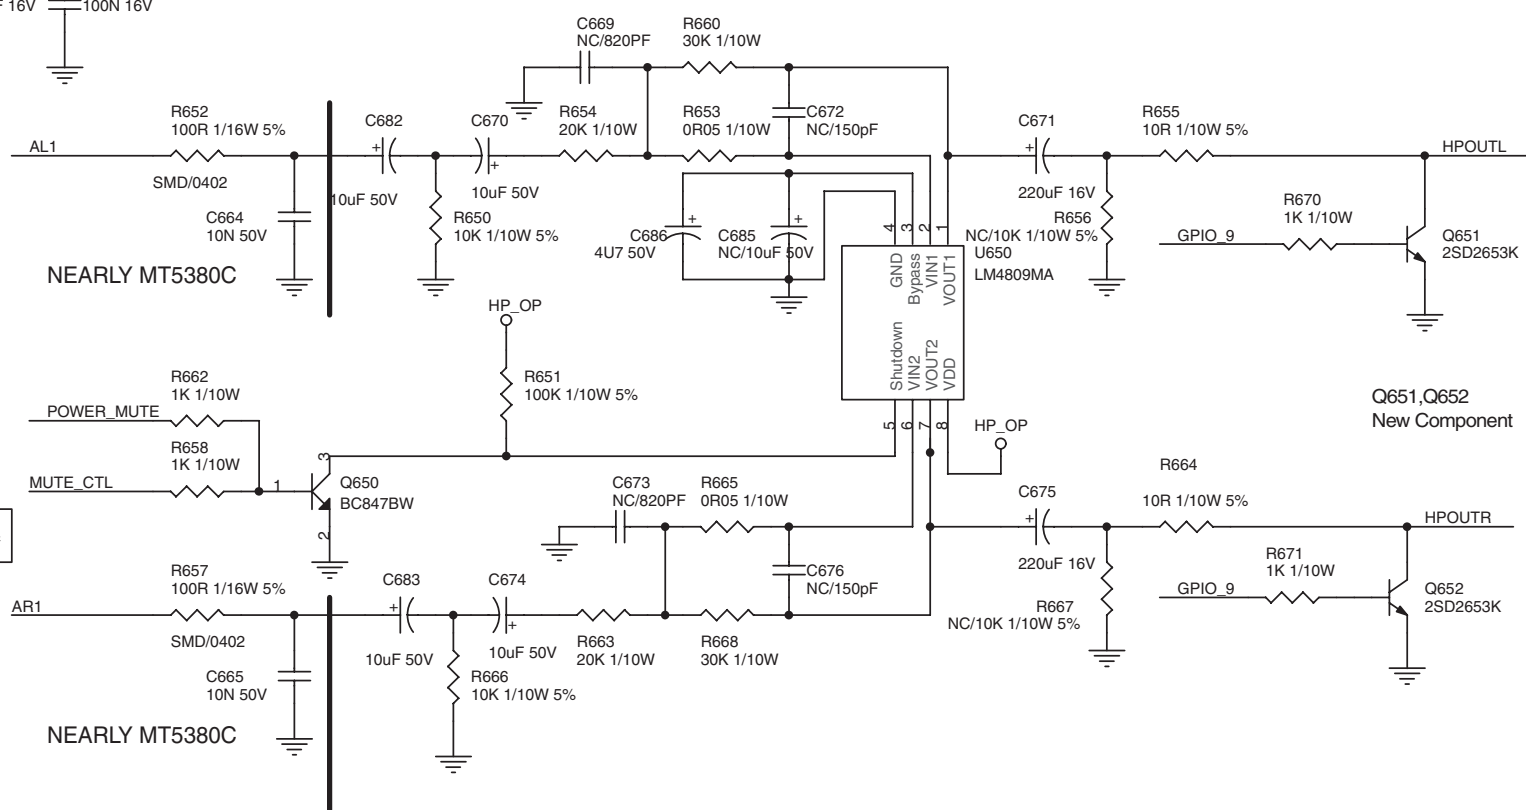 16V
100N 16V
C669
NC/820PF
R660
30K 1/10W
R652
100R 1/16W 5%
AL1
SMD/0402
C664
10N 50V
NEARLY MT5380C
C682
10uF 50V
C670
10uF 50V
R650
10K 1/10W 5%
R654
20K 1/10W
R653
0R05 1/10W
C672
NC/150pF
C686
4U7 50V
C685
NC/10uF 50V
4
3
2
1
GND
Bypass
VIN1
VOUT1
U650
LM4809MA
Shutdown
VIN2
VOUT2
VDD
5
6
7
8
C671
220uF 16V
R655
10R 1/10W 5%
HPOUTL
R656
NC/10K 1/10W 5%
GPIO_9
R670
1K 1/10W
Q651
2SD2653K
HP_OP
R651
100K 1/10W 5%
R662
1K 1/10W
POWER_MUTE
R658
1K 1/10W
MUTE_CTL
1
3
2
Q650
BC847BW
HP_OP
Q651,Q652
New Component
C673
NC/820PF
R665
0R05 1/10W
C676
NC/150pF
R657
100R 1/16W 5%
AR1
SMD/0402
C665
10N 50V
NEARLY MT5380C
C683
10uF 50V
C674
10uF 50V
R666
10K 1/10W 5%
R663
20K 1/10W
R668
30K 1/10W
C675
220uF 16V
R664
10R 1/10W 5%
HPOUTR
R667
NC/10K 1/10W 5%
GPIO_9
R671
1K 1/10W
Q652
2SD2653K